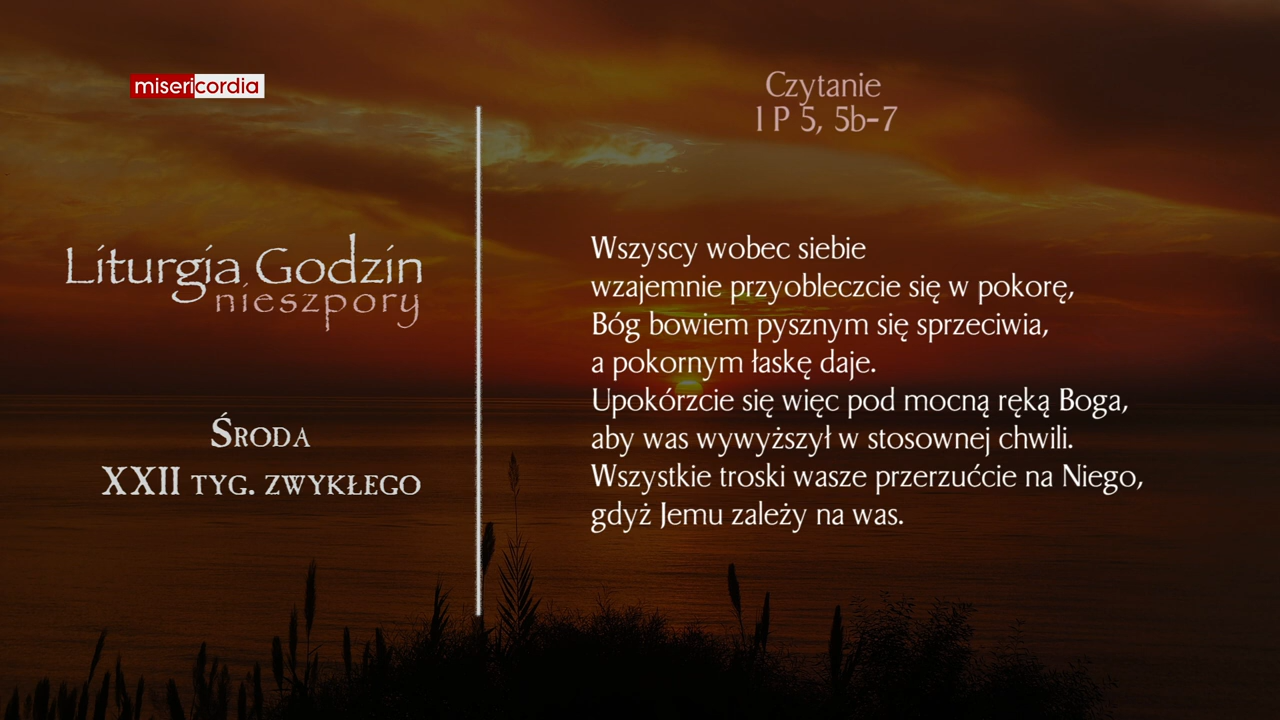 misericordia
Liturgia Godzin
nieszpory
Środa
XXII tyg. zwykłego
Czytanie
1 P 5, 5b-7
Wszyscy wobec siebie
wzajemnie przyobleczcie się w pokorę,
Bóg bowiem pysznym się sprzeciwia,
a pokornym łaskę daje.
Upokórzcie się więc pod mocną ręką Boga,
aby was wywyższył w stosownej chwili.
Wszystkie troski wasze przerzućcie na Niego,
gdyż Jemu zależy na was.